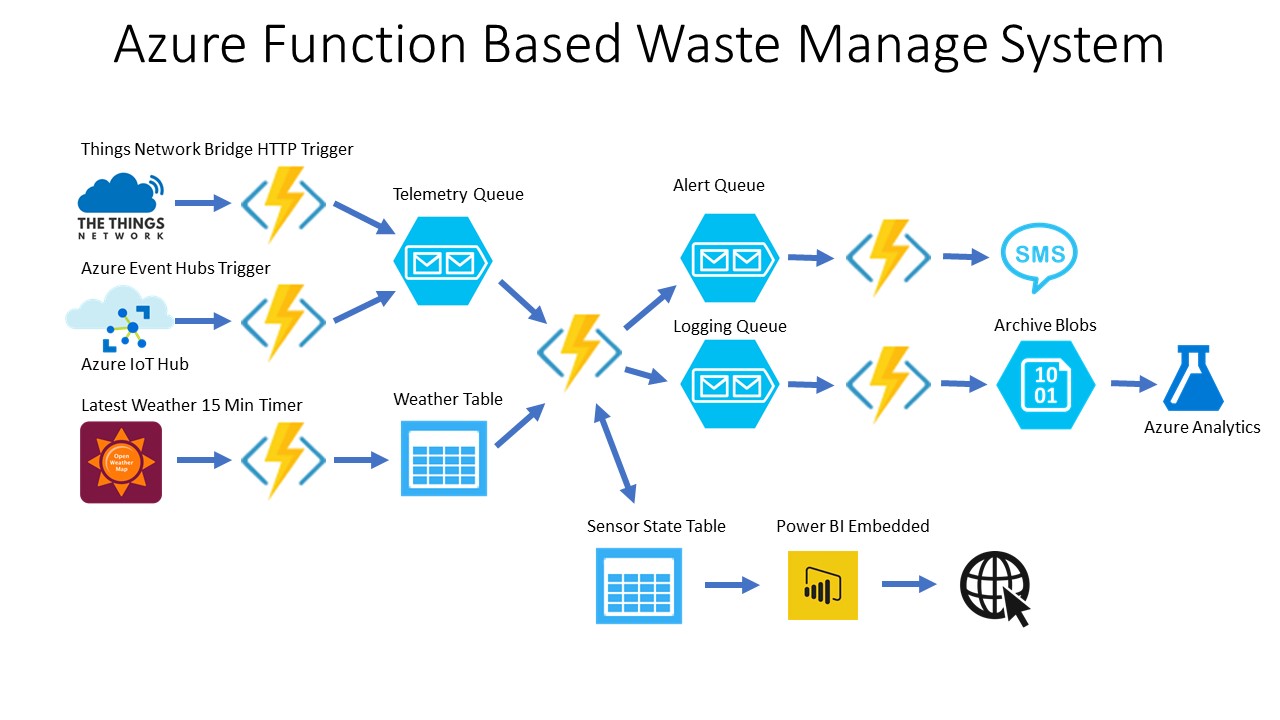 Azure Function Based Waste Manage System
Things Network Bridge HTTP Trigger
THE THINGS
NETWORK
Telemetry Queue
Alert Queue
SMS
Azure Event Hubs Trigger
Azure IoT Hub
Logging Queue
Archive Blobs
10
01
Azure Analytics
Latest Weather 15 Min Timer
Open
Weather
Map
Weather Table
Sensor State Table
Power BI Embedded